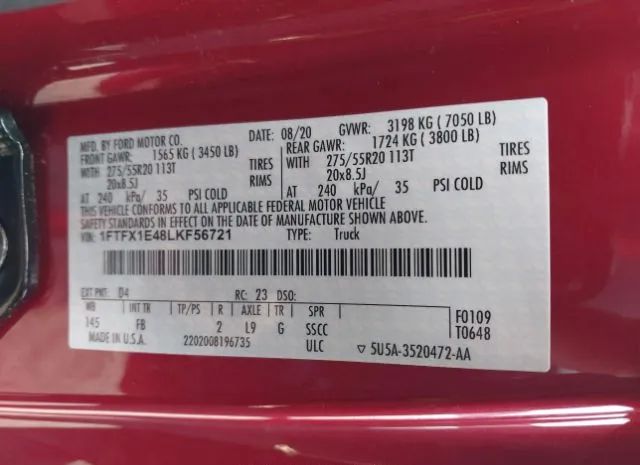 MFD. BY FORD MOTOR CO.
DATE: 08/20 GVWR: 3198 KG ( 7050 LB)
FRONT GAWR: 1565 KG ( 3450 LB)
REAR GAWR: 1724 KG ( 3800 LB)
WITH 275/55R20 113T TIRES
WITH 275/55R20 113T TIRES
20x8.5J RIMS
20x8.5J RIMS
AT 240 kPa/ 35 PSI COLD
AT 240 kPa/ 35 PSI COLD
THIS VEHICLE CONFORMS TO ALL APPLICABLE FEDERAL MOTOR VEHICLE
SAFETY STANDARDS IN EFFECT ON THE DATE OF MANUFACTURE SHOWN ABOVE.
VIN: 1FTFX1E48LKF56721 TYPE: Truck
EXT PNT: D4 RC: 23 DSO:
WB INT TR TP/PS R AXLE TR SPR
145 FB 2 L9 G SSCC
F0109
T0648
MADE IN U.S.A. 2202008196735 ULC ▽ 5U5A-3520472-AA